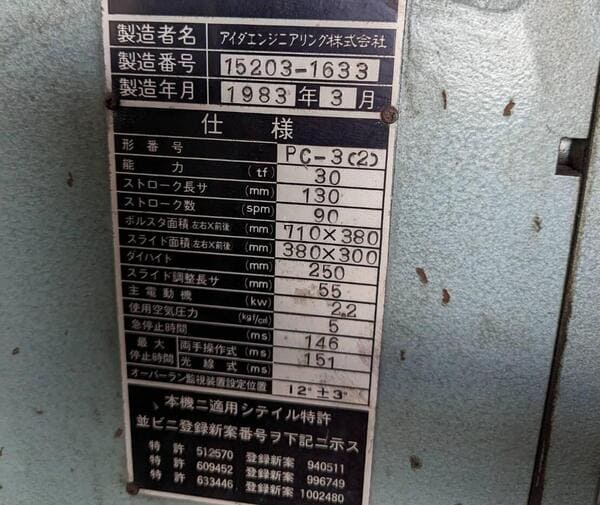 製造者名 アイダエンジニアリング株式会社
製造番号 15203-1633
製造年月 1983年3月
仕様
形番号 PC-3(2)
能力 (tf) 30
ストローク長サ (mm) 130
ストローク数 (spm) 90
ボルスタ面積 左右X前後 (mm) 710×380
スライド面積 左右X前後 (mm) 380×300
ダイハイト (mm) 250
スライド調整長サ (mm) 55
主電動機 (kw) 2.2
使用空気圧力 (kgf/cm²) 5
急停止時間 (ms) 146
最大停止時間 両手操作式 (ms) 151
光線式 (ms)
オーバーラン監視装置設定位置 12°±3°
本機ニ適用シテイル特許
並ビニ登録新案番号ヲ下記ニ示ス
特許 512570 登録新案 940511
特許 609452 登録新案 996749
特許 633446 登録新案 1002480